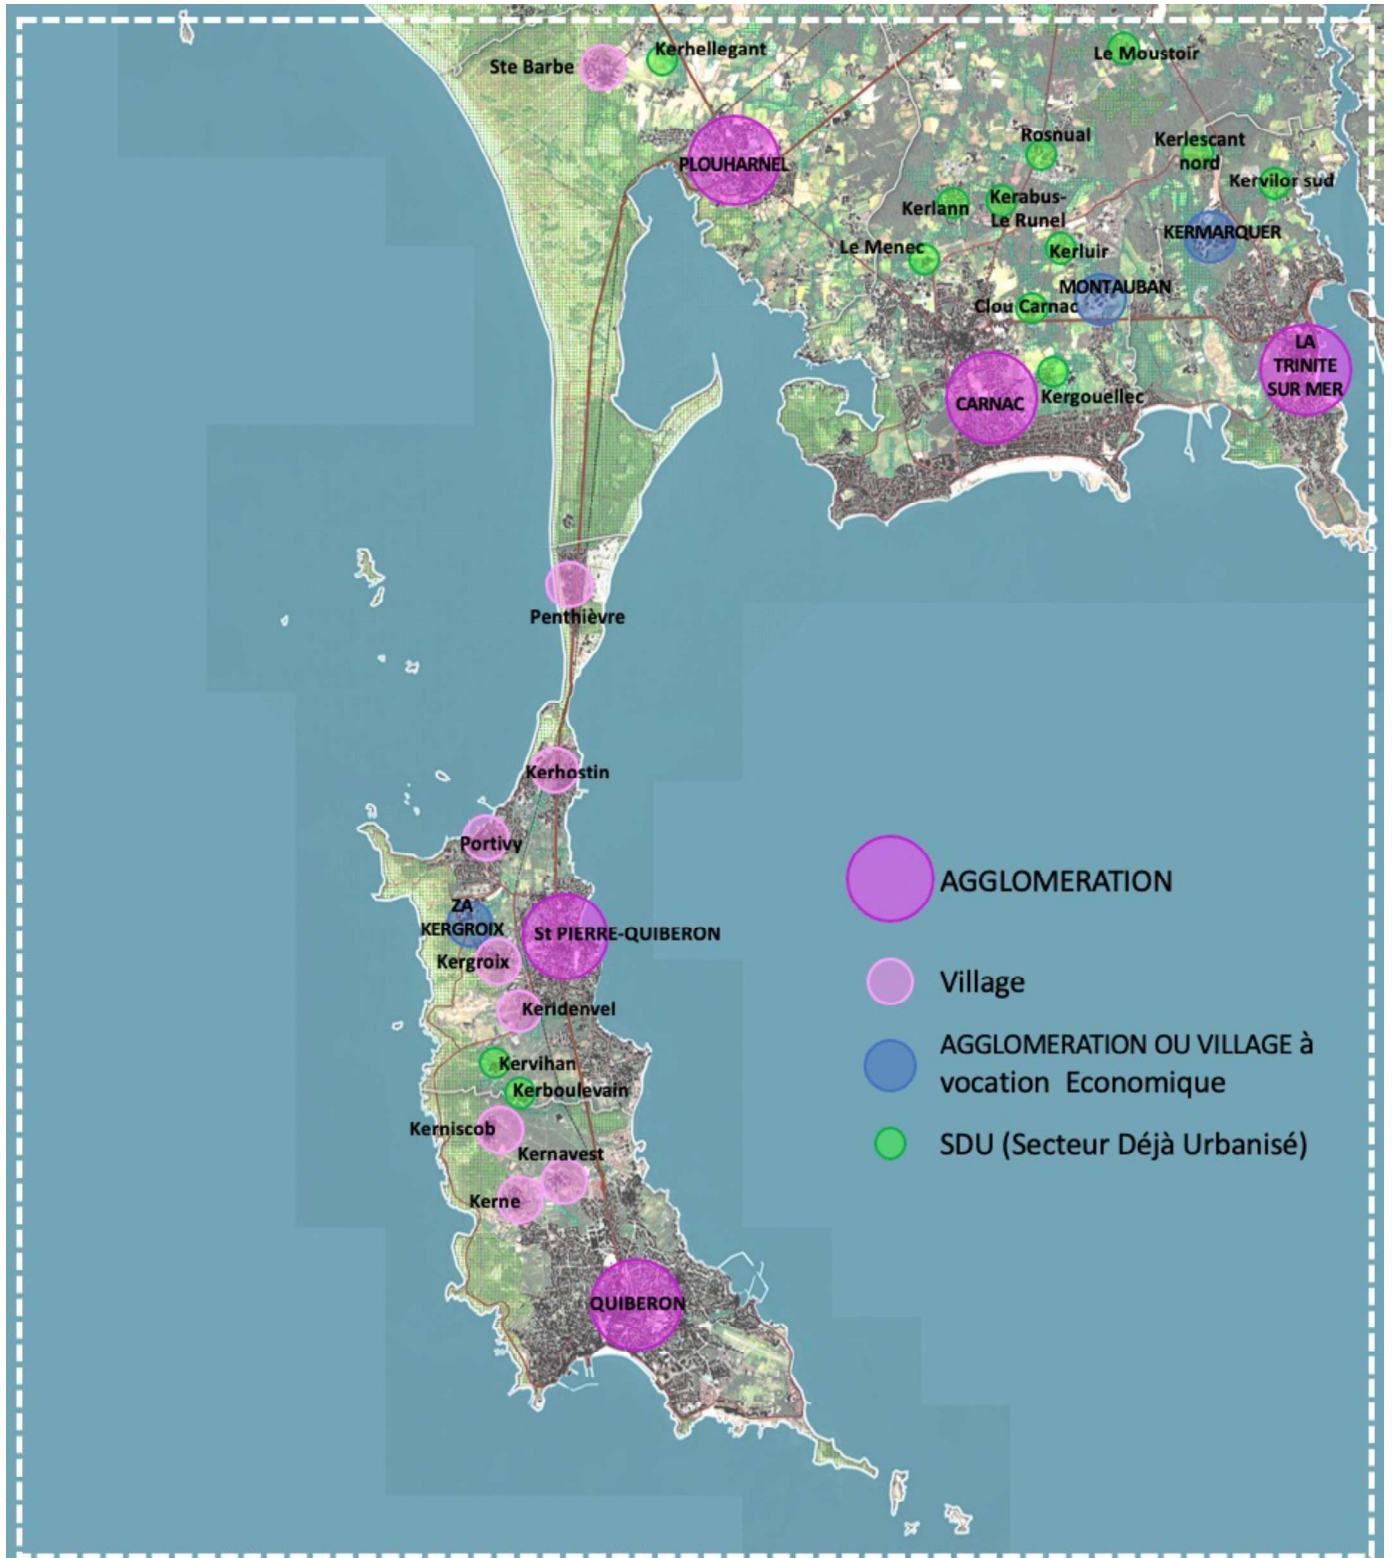 Kerhellegant
Le Moustoir
Ste Barbe
Rosnual
Kerlescant
nord
PLOUHARNEL
Kervilor sud
Kerabus-
Le Runel
Kerlann
KERMARQUER
Le Menec
Kerluir
MONTAUBAN
Clou Carnac
LA
TRINITE
SUR MER
CARNAC
Kergouellec
Penthièvre
Kerhostin
Portivy
ZA
KERGROIX
St PIERRE-QUIBERON
Kergroix
Keridenvel
Kervihan
Kerboulevain
Kerniscob
Kernavest
Kerne
QUIBERON
AGGLOMERATION
Village
AGGLOMERATION OU VILLAGE à
vocation Economique
SDU (Secteur Déjà Urbanisé)